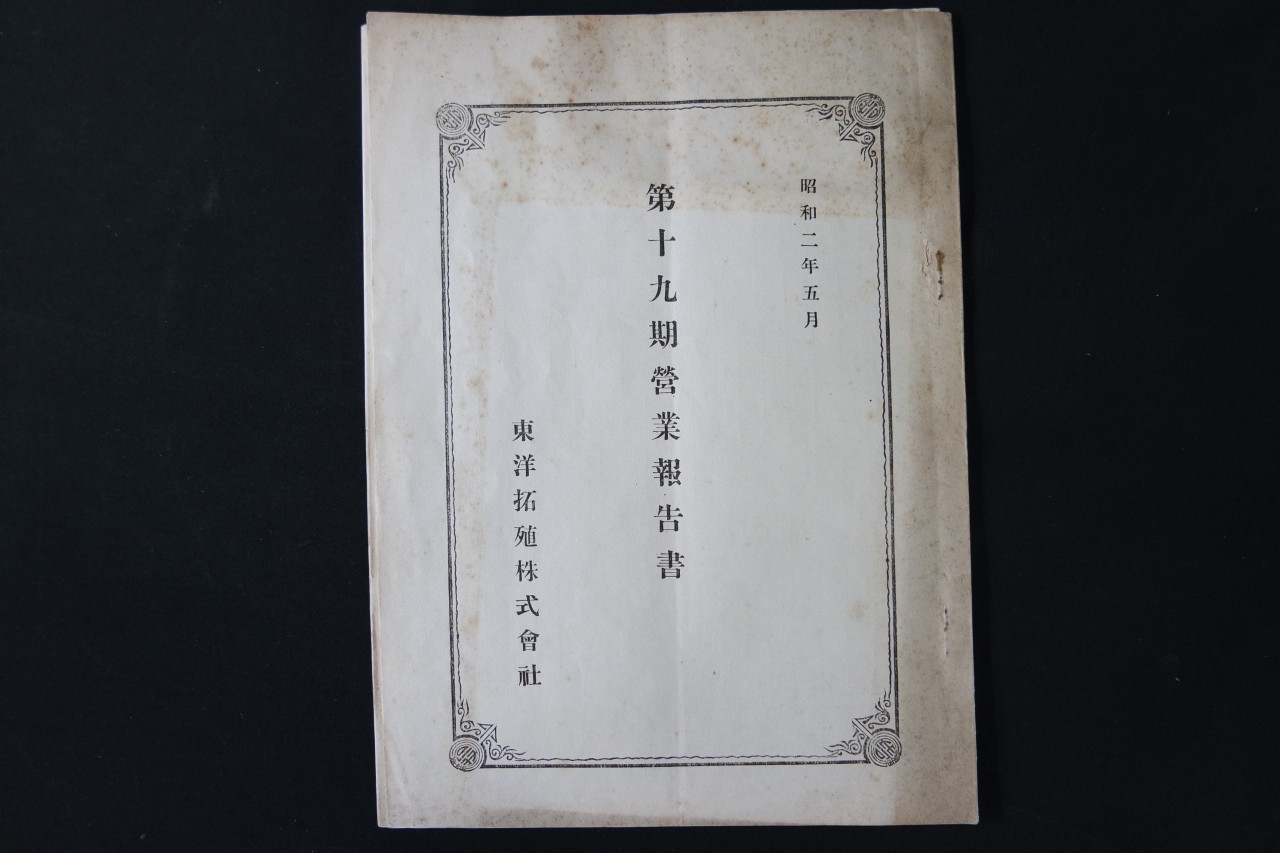 昭和二年五月
第十九期營業報告書
東洋拓殖株式會社